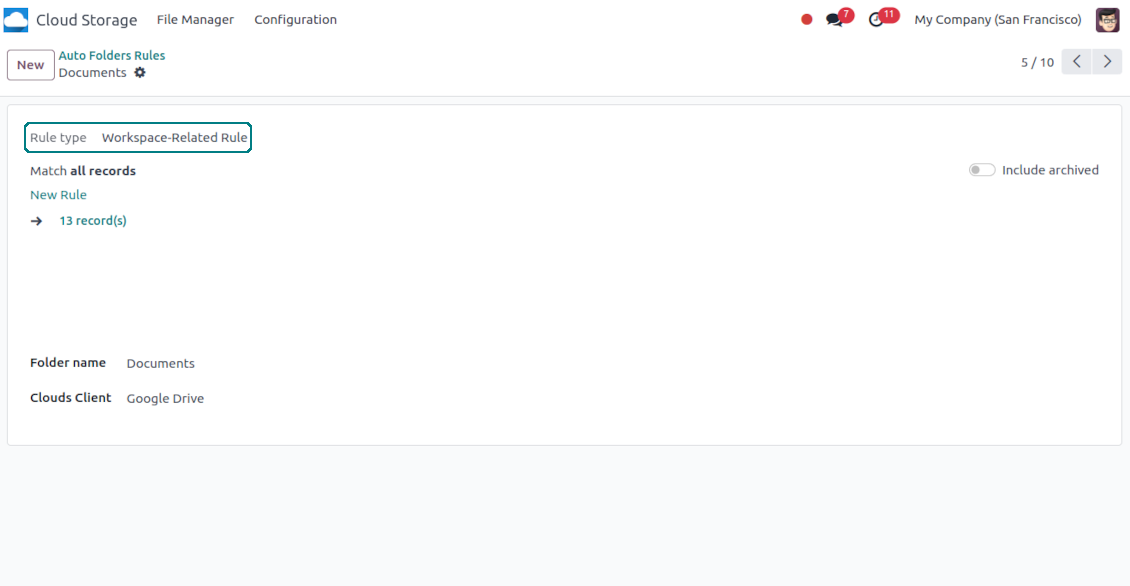 Cloud Storage File Manager Configuration 7 11 My Company (San Francisco)
New Auto Folders Rules
Documents 5 / 10
Rule type Workspace-Related Rule
Match all records Include archived
New Rule
→ 13 record(s)
Folder name Documents
Clouds Client Google Drive